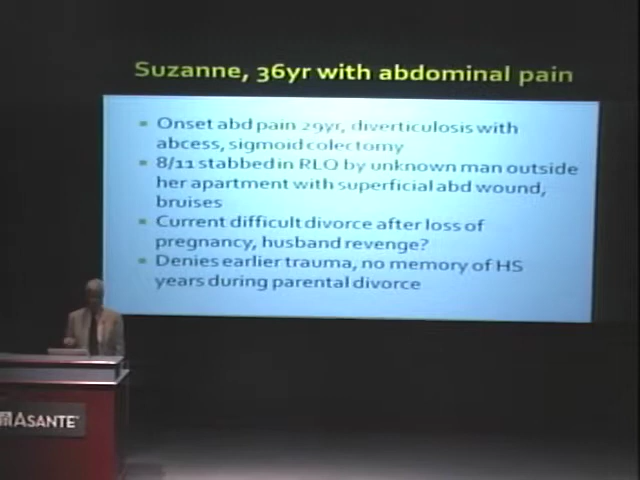 Suzanne, 36yr with abdominal pain
Onset abd pain 29yr, diverticulosis with
abcess, sigmoid colectomy
8/11 stabbed in RLQ by unknown man outside
her apartment with superficial abd wound,
bruises
Current difficult divorce after loss of
pregnancy, husband revenge?
Denies earlier trauma, no memory of HS
years during parental divorce
ASANTE